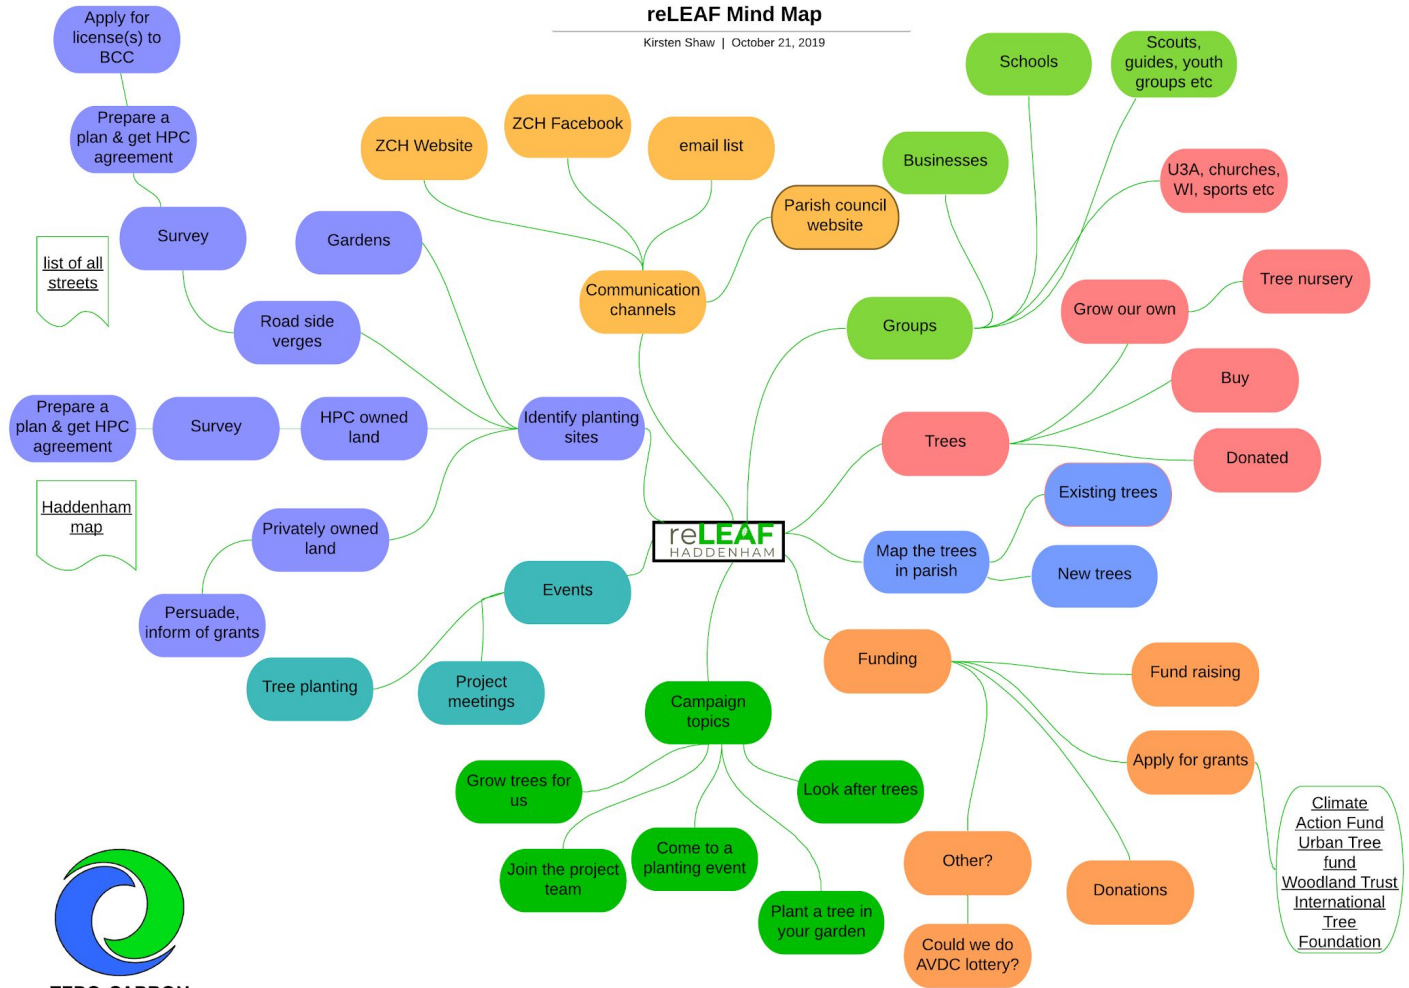 reLEAF Mind Map
Kirsten Shaw | October 21, 2019
Apply for
license(s) to
BCC
Prepare a
plan & get HPC
agreement
Survey
list of all
streets
Gardens
Road side
verges
Prepare a
plan & get HPC
agreement
Survey
HPC owned
land
Identify planting
sites
Haddenham
map
Privately owned
land
Persuade,
inform of grants
ZCH Website
ZCH Facebook
email list
Parish council
website
Communication
channels
Schools
Scouts,
guides, youth
groups etc
Businesses
U3A, churches,
WI, sports etc
Groups
Tree nursery
Grow our own
Buy
Trees
Donated
reLEAF
HADDENHAM
Existing trees
Map the trees
in parish
New trees
Events
Tree planting
Project
meetings
Funding
Fund raising
Apply for grants
Climate
Action Fund
Urban Tree
fund
Woodland Trust
International
Tree
Foundation
Other?
Donations
Could we do
AVDC lottery?
Campaign
topics
Grow trees for
us
Look after trees
Join the project
team
Come to a
planting event
Plant a tree in
your garden
ZERO CARBON